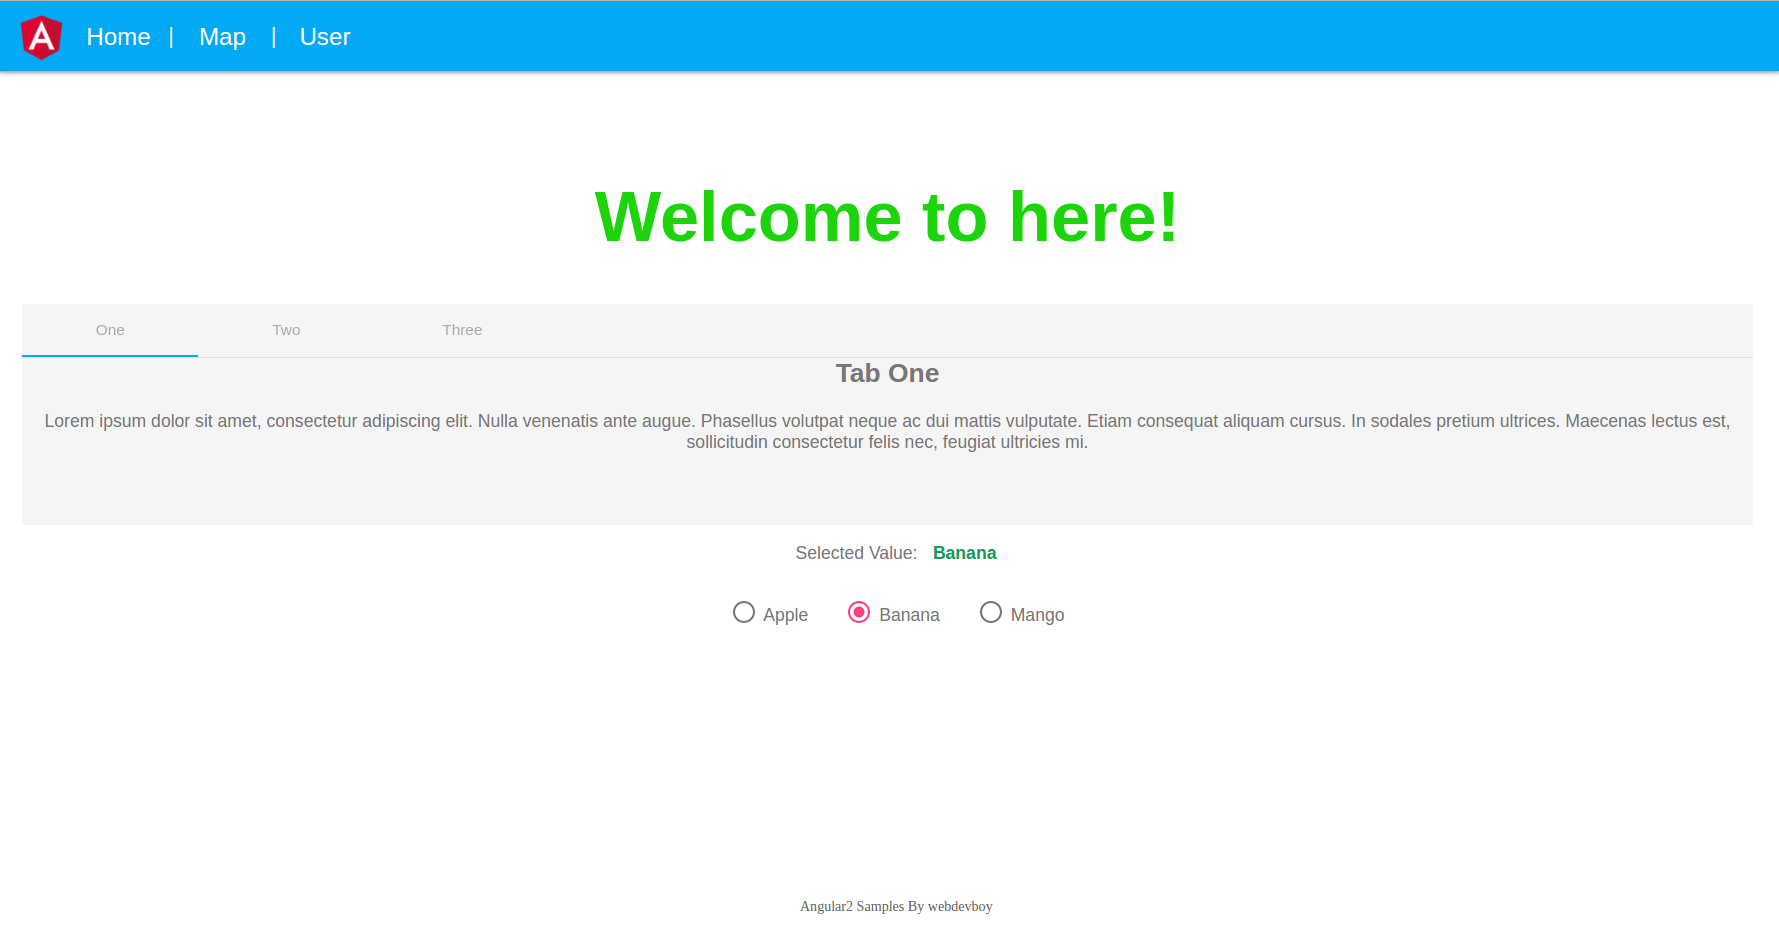 Home | Map | User
Welcome to here!
One Two Three
Tab One
Lorem ipsum dolor sit amet, consectetur adipiscing elit. Nulla venenatis ante augue. Phasellus volutpat neque ac dui mattis vulputate. Etiam consequat aliquam cursus. In sodales pretium ultrices. Maecenas lectus est,
sollicitudin consectetur felis nec, feugiat ultricies mi.
Selected Value: Banana
Apple Banana Mango
Angular2 Samples By webdevboy